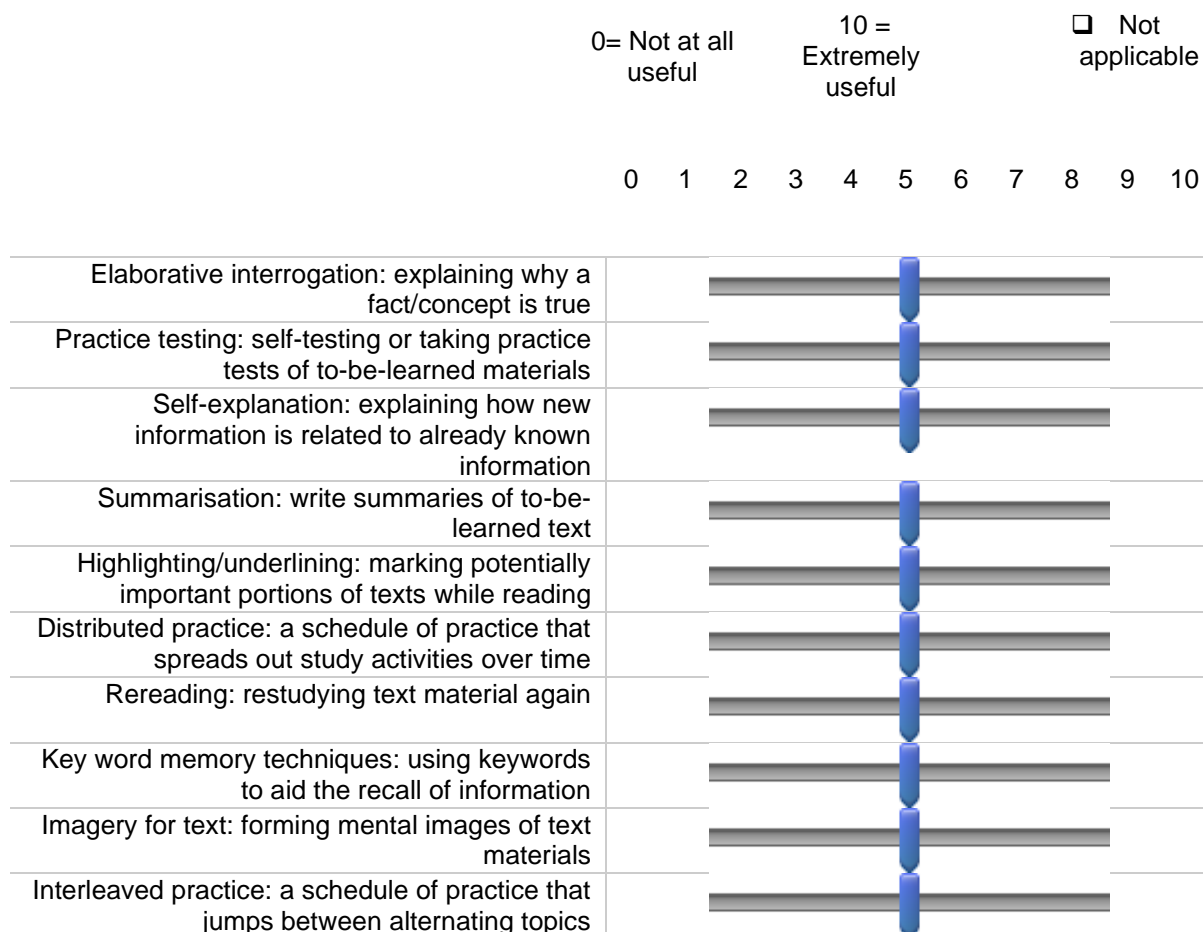 0= Not at all
useful
10 =
Extremely
useful
❑ Not
applicable
0 1 2 3 4 5 6 7 8 9 10
Elaborative interrogation: explaining why a
fact/concept is true
Practice testing: self-testing or taking practice
tests of to-be-learned materials
Self-explanation: explaining how new
information is related to already known
information
Summarisation: write summaries of to-be-
learned text
Highlighting/underlining: marking potentially
important portions of texts while reading
Distributed practice: a schedule of practice that
spreads out study activities over time
Rereading: restudying text material again
Key word memory techniques: using keywords
to aid the recall of information
Imagery for text: forming mental images of text
materials
Interleaved practice: a schedule of practice that
jumps between alternating topics